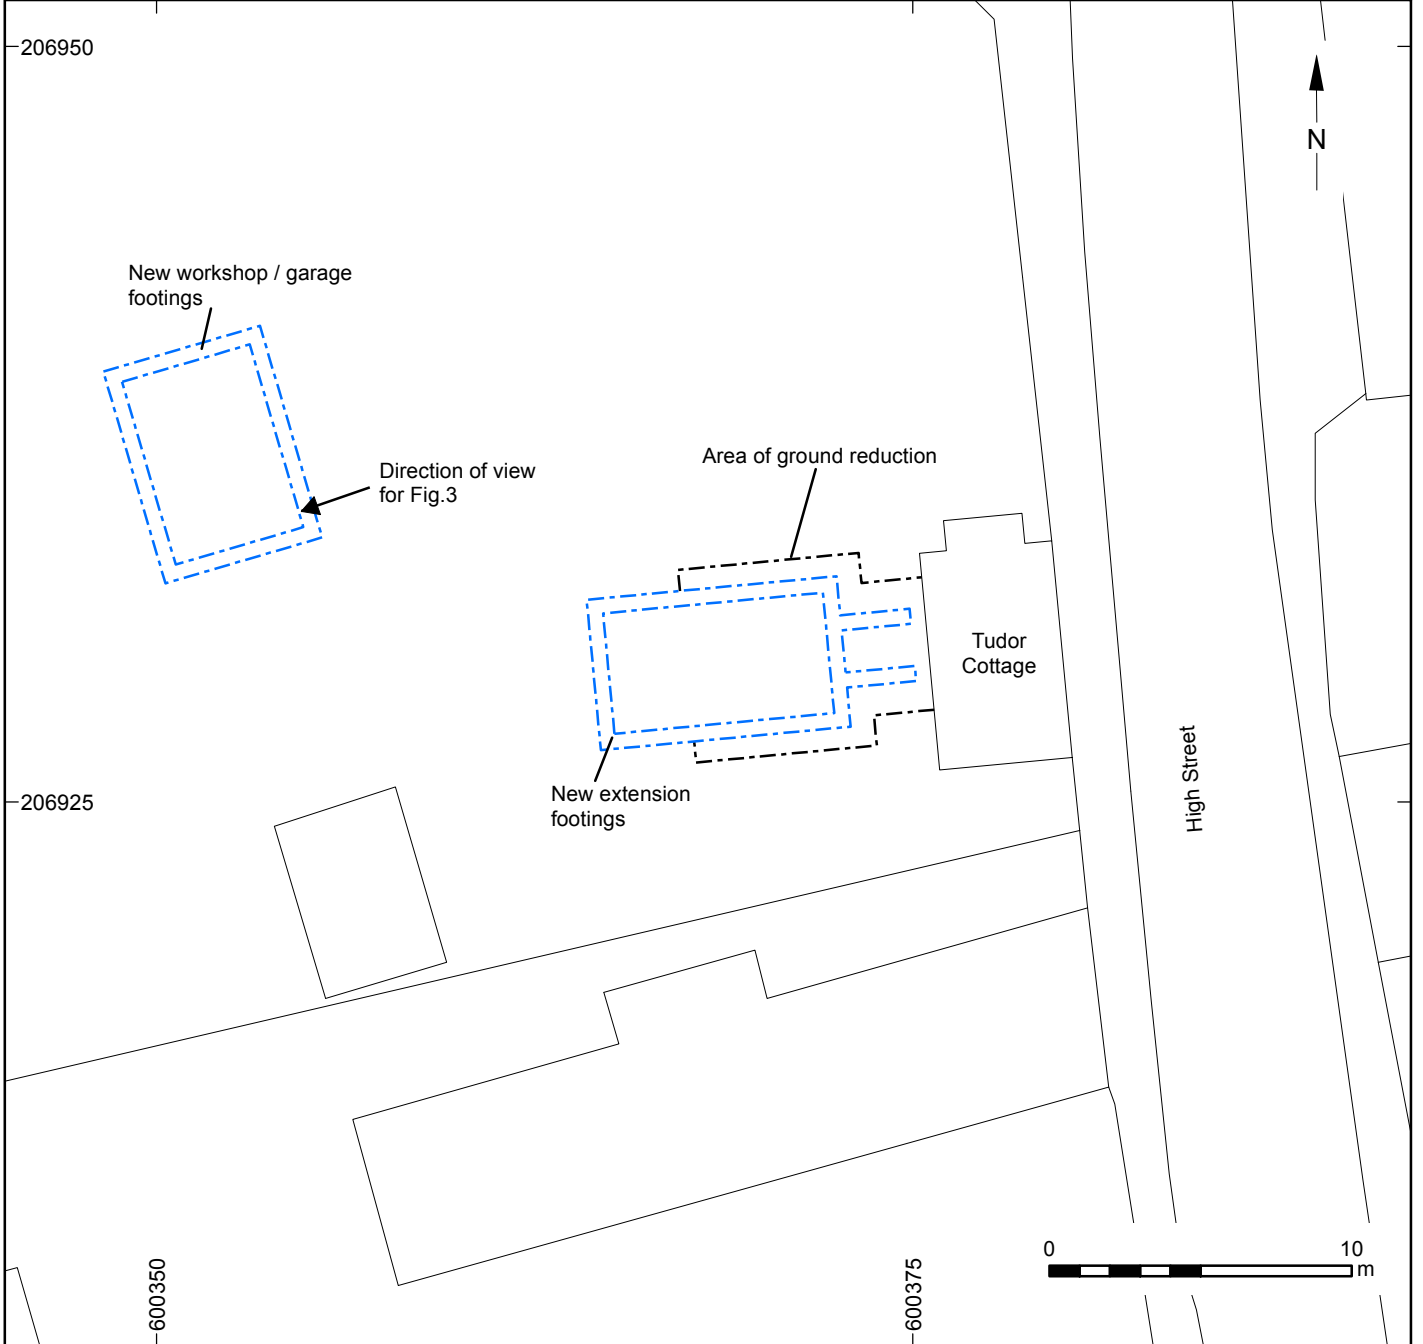 206950
N
New workshop / garage
footings
Direction of view
for Fig.3
Area of ground reduction
Tudor
Cottage
High Street
New extension
footings
206925
0 10
m
600350
600375